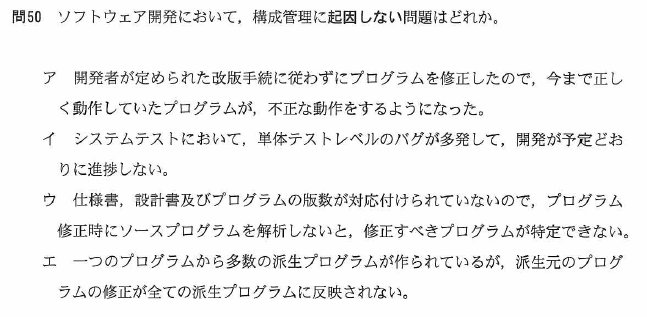 問50 ソフトウェア開発において，構成管理に起因しない問題はどれか。
ア 開発者が定められた改版手続に従わずにプログラムを修正したので，今まで正し
く動作していたプログラムが，不正な動作をするようになった。
イ システムテストにおいて，単体テストレベルのバグが多発して，開発が予定どお
りに進捗しない。
ウ 仕様書，設計書及びプログラムの版数が対応付けられていないので，プログラム
修正時にソースプログラムを解析しないと，修正すべきプログラムが特定できない。
エ 一つのプログラムから多数の派生プログラムが作られているが，派生元のプログ
ラムの修正が全ての派生プログラムに反映されない。